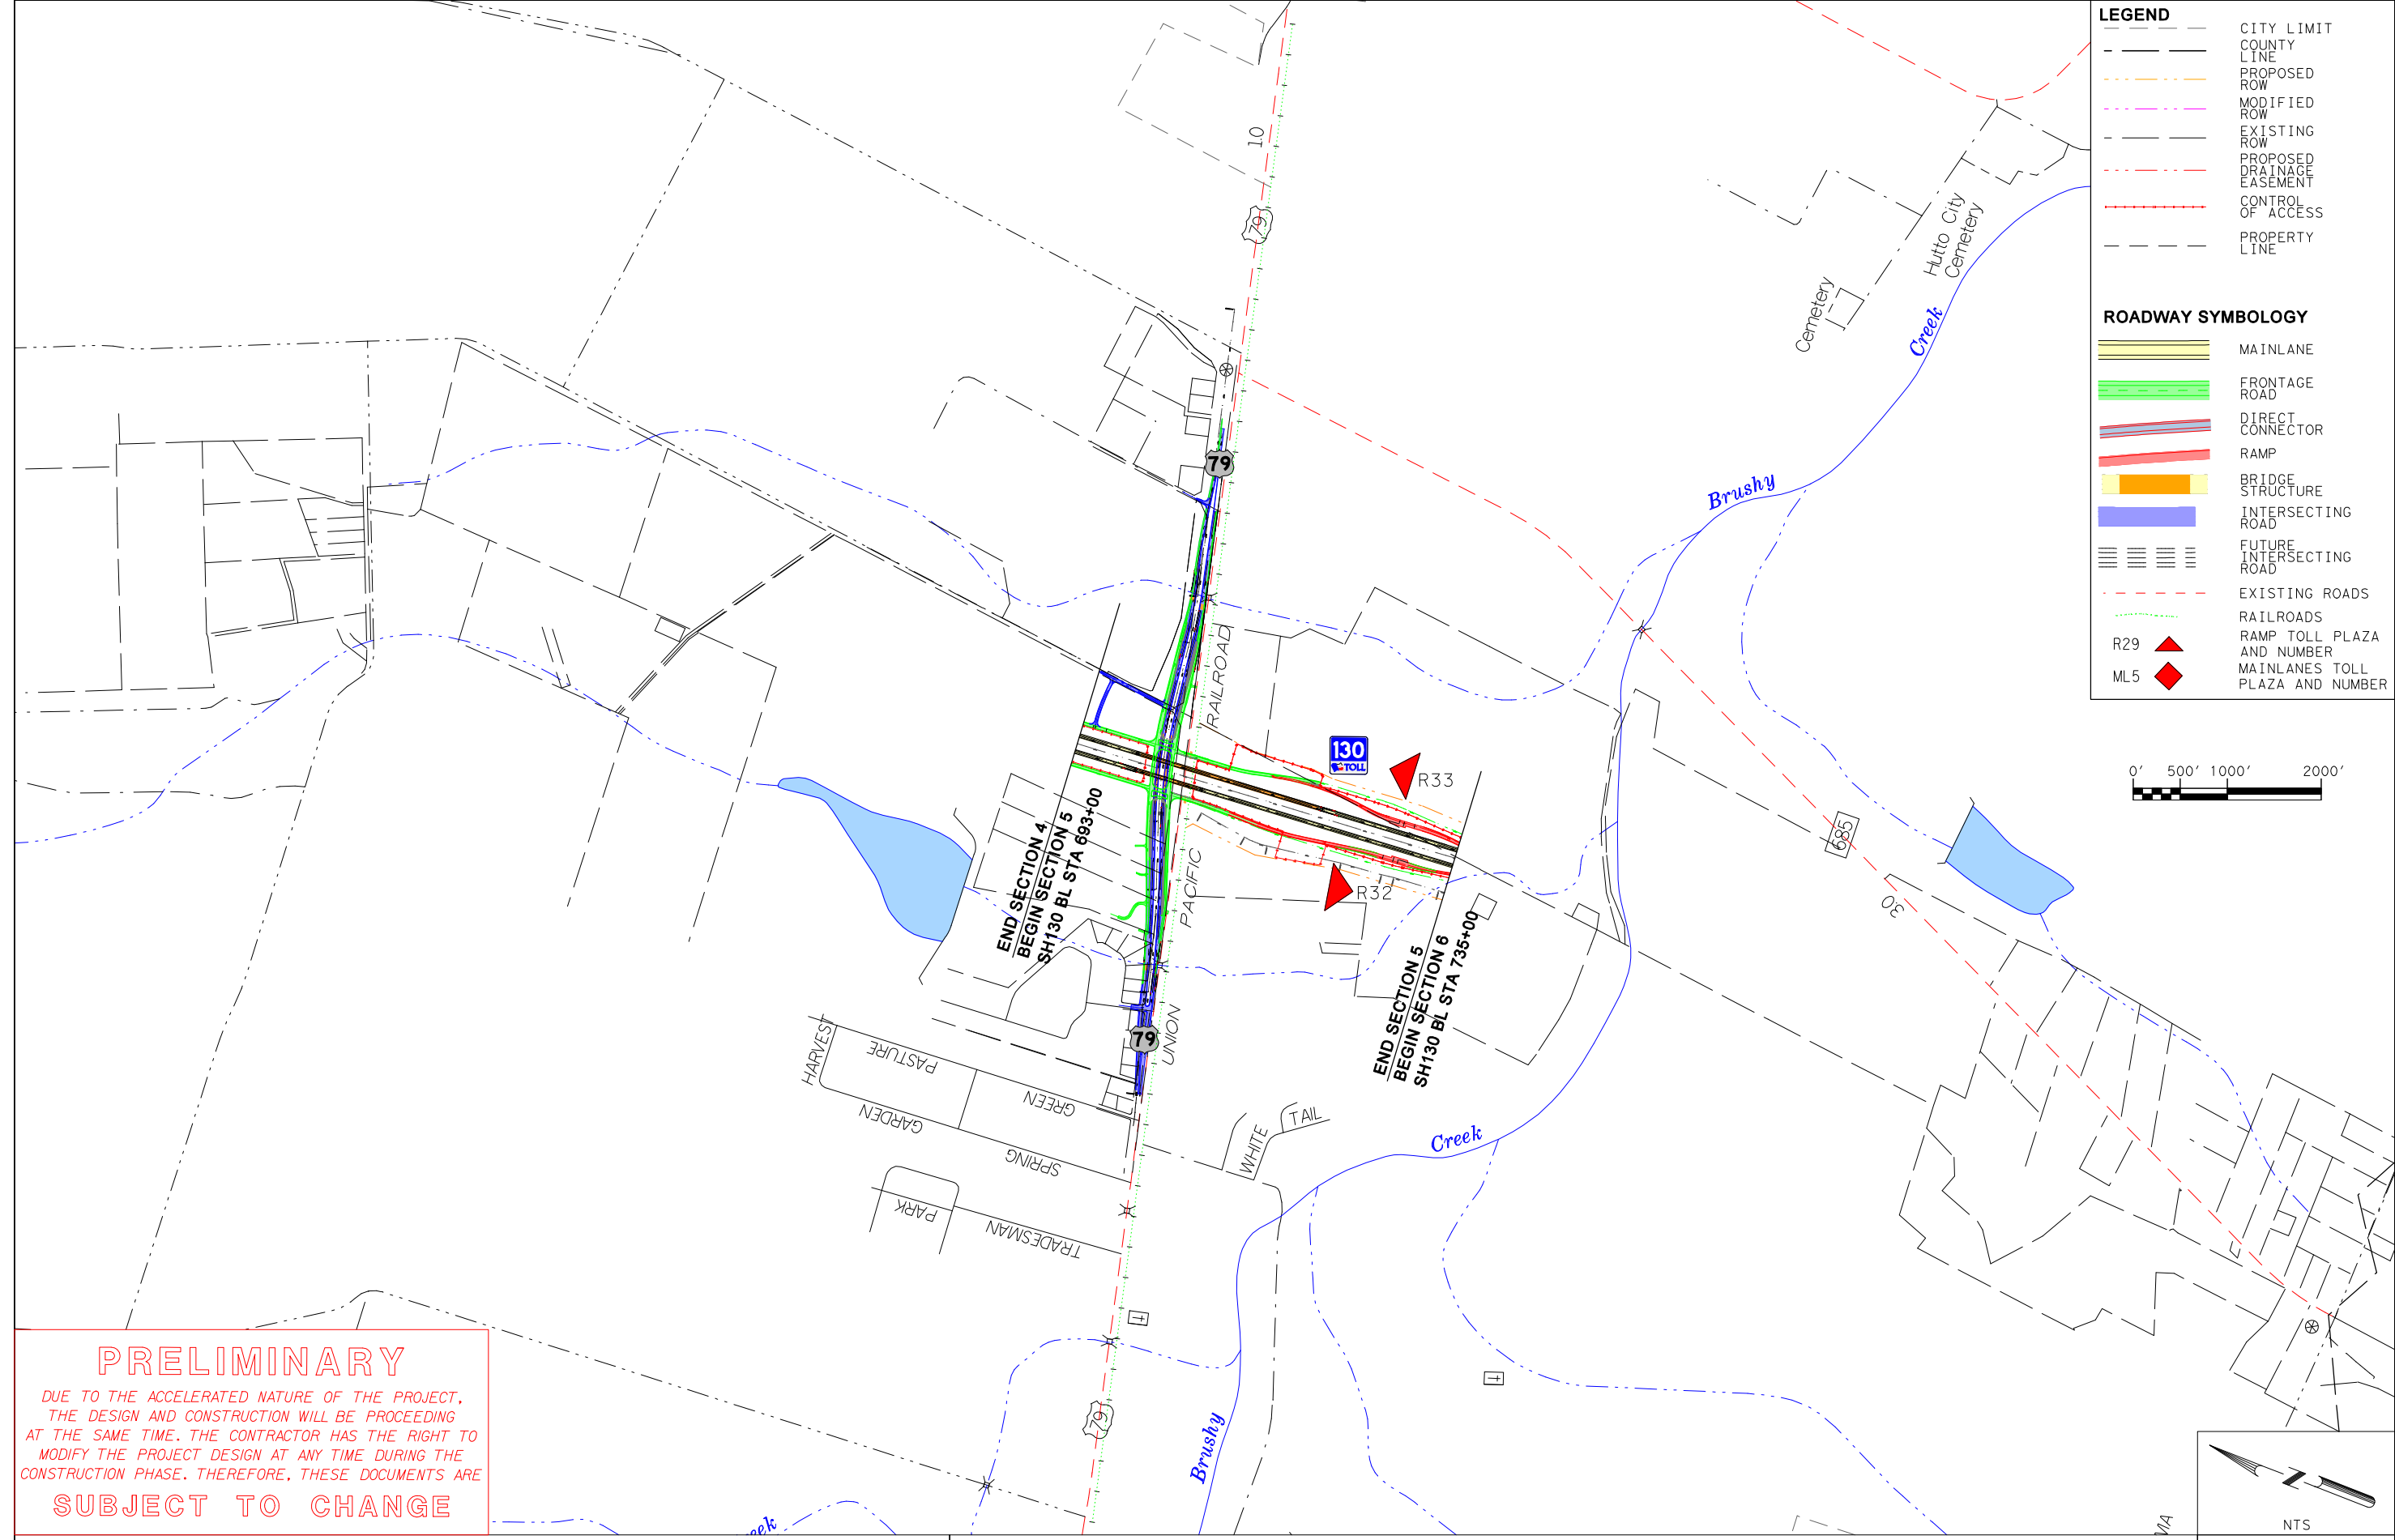 LEGEND
CITY LIMIT
COUNTY
LINE
PROPOSED
ROW
MODIFIED
ROW
EXISTING
ROW
PROPOSED
DRAINAGE
EASEMENT
CONTROL
OF ACCESS
PROPERTY
LINE
ROADWAY SYMBOLOGY
MAINLANE
FRONTAGE
ROAD
DIRECT
CONNECTOR
RAMP
BRIDGE
STRUCTURE
INTERSECTING
ROAD
FUTURE
INTERSECTING
ROAD
EXISTING ROADS
RAILROADS
R29
RAMP TOLL PLAZA
AND NUMBER
ML5
MAINLANES TOLL
PLAZA AND NUMBER
0' 500' 1000' 2000'
10
79
Hutto City
Cemetery
Cemetery
Creek
Brushy
79
RAILROAD
130
TOLL
R33
R32
685
30
END SECTION 4
BEGIN SECTION 5
SH130 BL STA 693+00
PACIFIC
END SECTION 5
BEGIN SECTION 6
SH130 BL STA 735+00
79
UNION
HARVEST
PASTURE
GREEN
GARDEN
SPRING
PARK
TRADESMAN
WHITE
TAIL
Creek
79
Brushy
PRELIMINARY
DUE TO THE ACCELERATED NATURE OF THE PROJECT,
THE DESIGN AND CONSTRUCTION WILL BE PROCEEDING
AT THE SAME TIME. THE CONTRACTOR HAS THE RIGHT TO
MODIFY THE PROJECT DESIGN AT ANY TIME DURING THE
CONSTRUCTION PHASE. THEREFORE, THESE DOCUMENTS ARE
SUBJECT TO CHANGE
eek
MA
Z
NTS